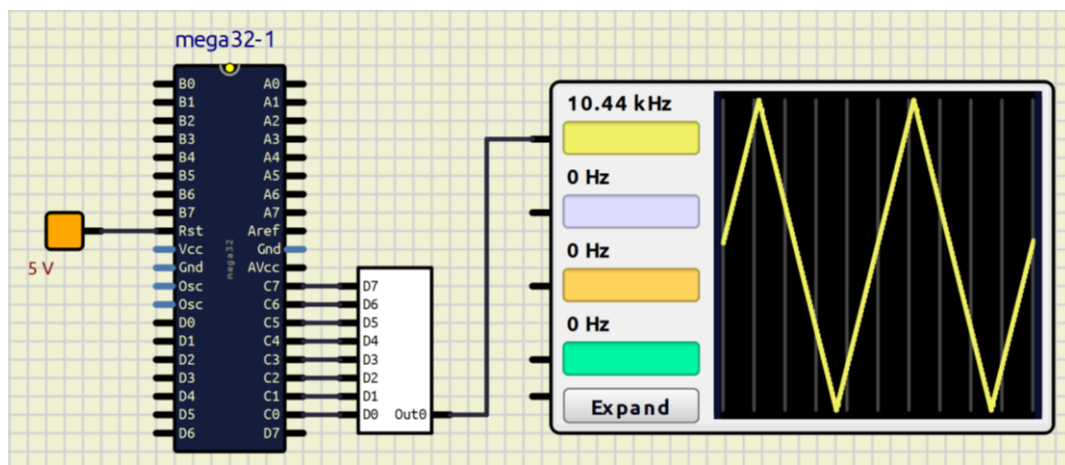 mega32-1
B0
B1
B2
B3
B4
B5
B6
B7
Rst
Vcc
Gnd
Osc
Osc
D0
D1
D2
D3
D4
D5
D6
mega32
A0
A1
A2
A3
A4
A5
A6
A7
Aref
Gnd
AVcc
C7
C6
C5
C4
C3
C2
C1
C0
D7
5 V
D7
D6
D5
D4
D3
D2
D1
D0 Out0
10.44 kHz
0 Hz
0 Hz
0 Hz
Expand